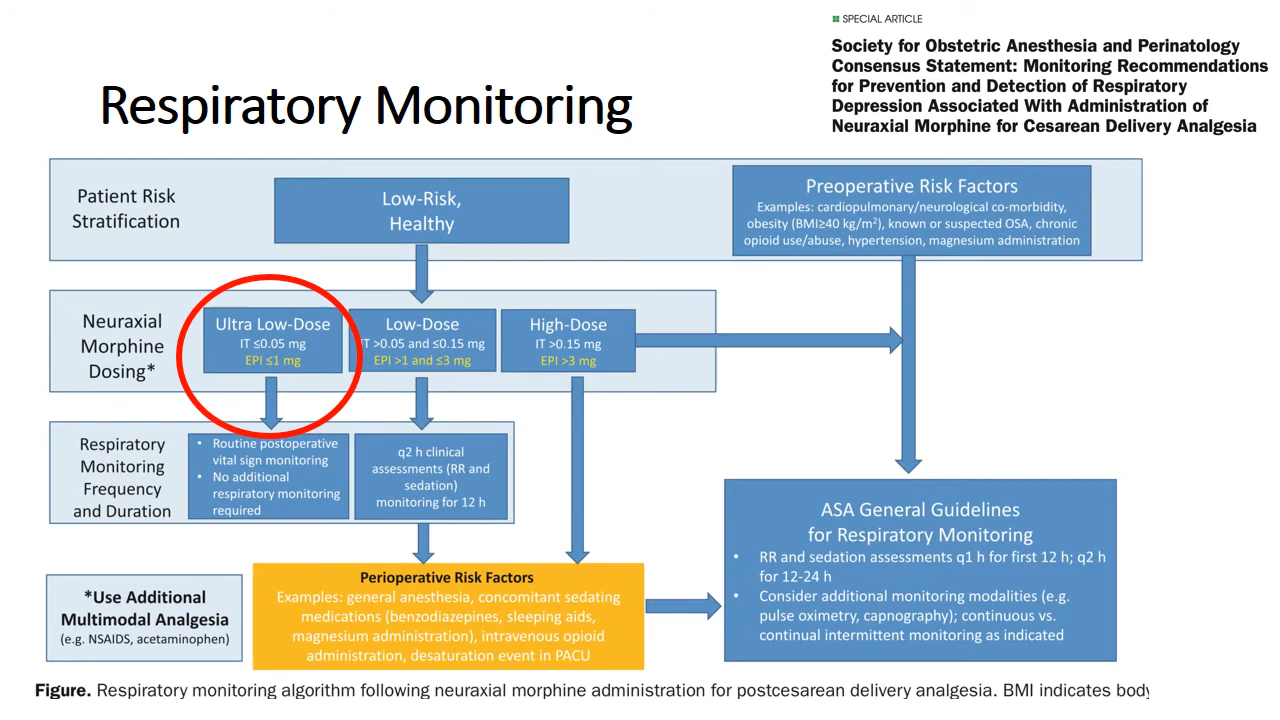 SPECIAL ARTICLE
Society for Obstetric Anesthesia and Perinatology
Consensus Statement: Monitoring Recommendations
for Prevention and Detection of Respiratory
Depression Associated With Administration of
Neuraxial Morphine for Cesarean Delivery Analgesia
Respiratory Monitoring
Patient Risk
Stratification
Low-Risk,
Healthy
Preoperative Risk Factors
Examples: cardiopulmonary/neurological co-morbidity,
obesity (BMI≥40 kg/m²), known or suspected OSA, chronic
opioid use/abuse, hypertension, magnesium administration
Neuraxial
Morphine
Dosing*
Ultra Low-Dose
IT ≤0.05 mg
EPI ≤1 mg
Low-Dose
IT >0.05 and ≤0.15 mg
EPI >1 and ≤3 mg
High-Dose
IT >0.15 mg
EPI >3 mg
Respiratory
Monitoring
Frequency
and Duration
• Routine postoperative
vital sign monitoring
• No additional
respiratory monitoring
required
q2 h clinical
assessments (RR and
sedation)
monitoring for 12 h
ASA General Guidelines
for Respiratory Monitoring
• RR and sedation assessments q1 h for first 12 h; q2 h
for 12-24 h
• Consider additional monitoring modalities (e.g.
pulse oximetry, capnography); continuous vs.
continual intermittent monitoring as indicated
*Use Additional
Multimodal Analgesia
(e.g. NSAIDS, acetaminophen)
Perioperative Risk Factors
Examples: general anesthesia, concomitant sedating
medications (benzodiazepines, sleeping aids,
magnesium administration), intravenous opioid
administration, desaturation event in PACU
Figure. Respiratory monitoring algorithm following neuraxial morphine administration for postcesarean delivery analgesia. BMI indicates body